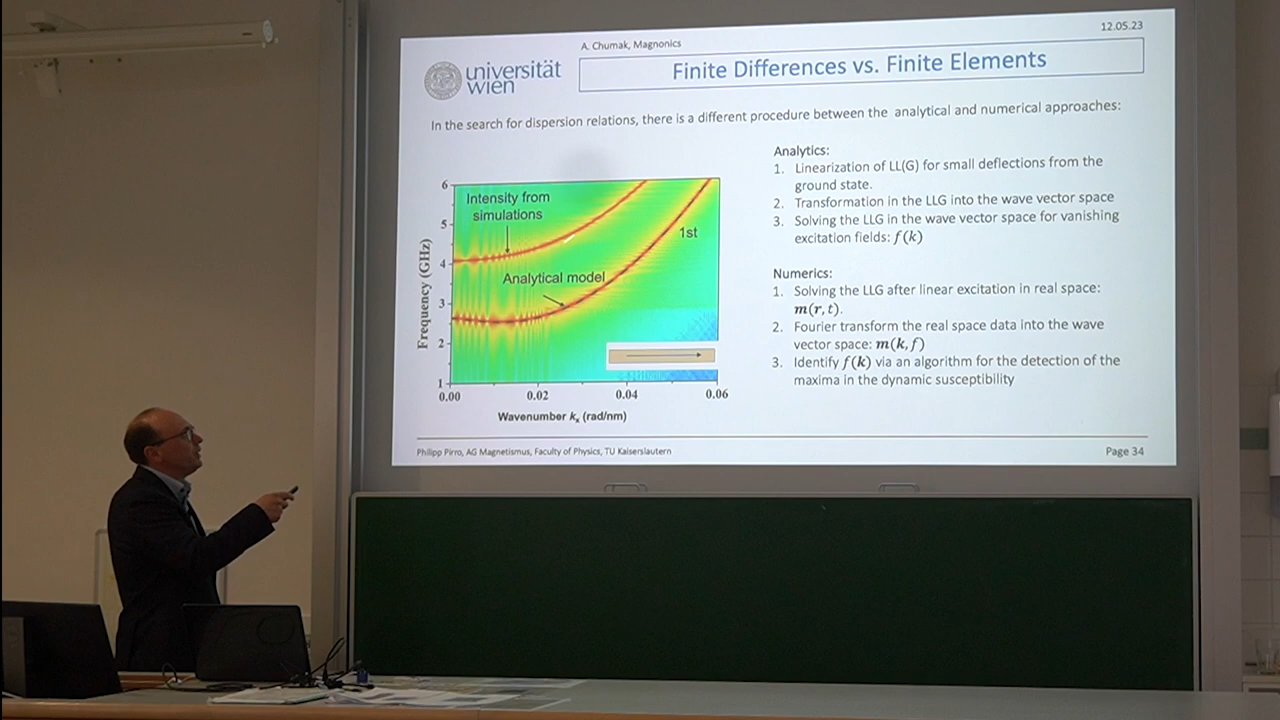 A. Chumak, Magnonics
12.05.23
universität
wien
Finite Differences vs. Finite Elements
In the search for dispersion relations, there is a different procedure between the analytical and numerical approaches:
Frequency (GHz)
6
5
4
3
2
1
Intensity from
simulations
1st
Analytical model
0.00
0.02
0.04
0.06
Wavenumber kₓ (rad/nm)
Analytics:
1. Linearization of LL(G) for small deflections from the
ground state.
2. Transformation in the LLG into the wave vector space
3. Solving the LLG in the wave vector space for vanishing
excitation fields: f(k)
Numerics:
1. Solving the LLG after linear excitation in real space:
m(r, t).
2. Fourier transform the real space data into the wave
vector space: m(k, f)
3. Identify f(k) via an algorithm for the detection of the
maxima in the dynamic susceptibility
Philipp Pirro, AG Magnetismus, Faculty of Physics, TU Kaiserslautern
Page 34